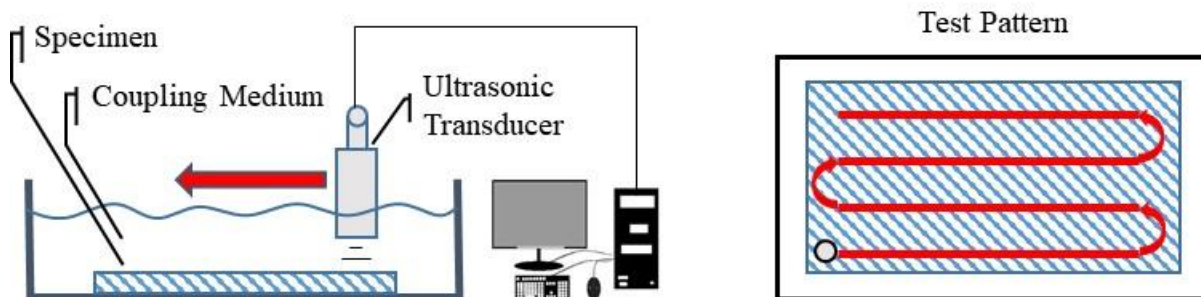 Specimen
Coupling Medium
Ultrasonic
Transducer
Test Pattern